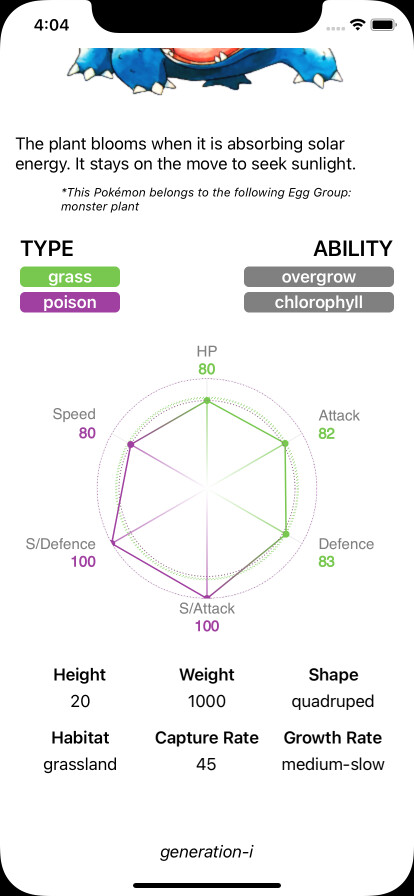 4:04
The plant blooms when it is absorbing solar
energy. It stays on the move to seek sunlight.
*This Pokémon belongs to the following Egg Group:
monster plant
TYPE
ABILITY
grass
overgrow
poison
chlorophyll
HP
80
Speed
80
Attack
82
S/Defence
100
Defence
83
S/Attack
100
Height
Weight
Shape
20
1000
quadruped
Habitat
Capture Rate
Growth Rate
grassland
45
medium-slow
generation-i